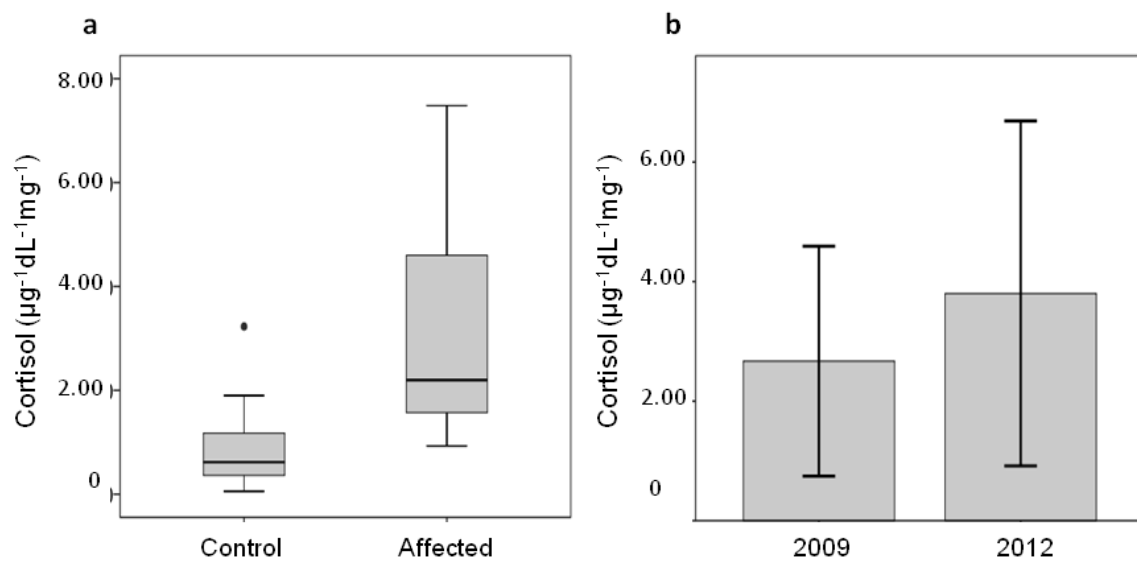 a
8.00
6.00
4.00
2.00
0
Cortisol (µg⁻¹dL⁻¹mg⁻¹)
Control Affected
b
6.00
4.00
2.00
0
Cortisol (µg⁻¹dL⁻¹mg⁻¹)
2009 2012